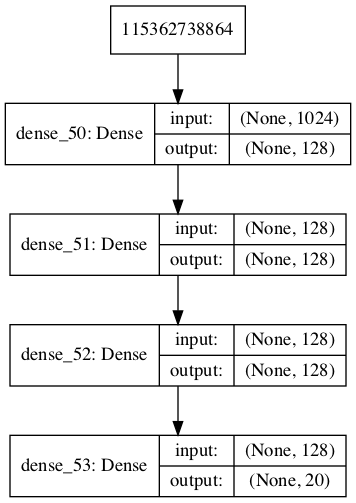 115362738864
dense_50: Dense
input: (None, 1024)
output: (None, 128)
dense_51: Dense
input: (None, 128)
output: (None, 128)
dense_52: Dense
input: (None, 128)
output: (None, 128)
dense_53: Dense
input: (None, 128)
output: (None, 20)